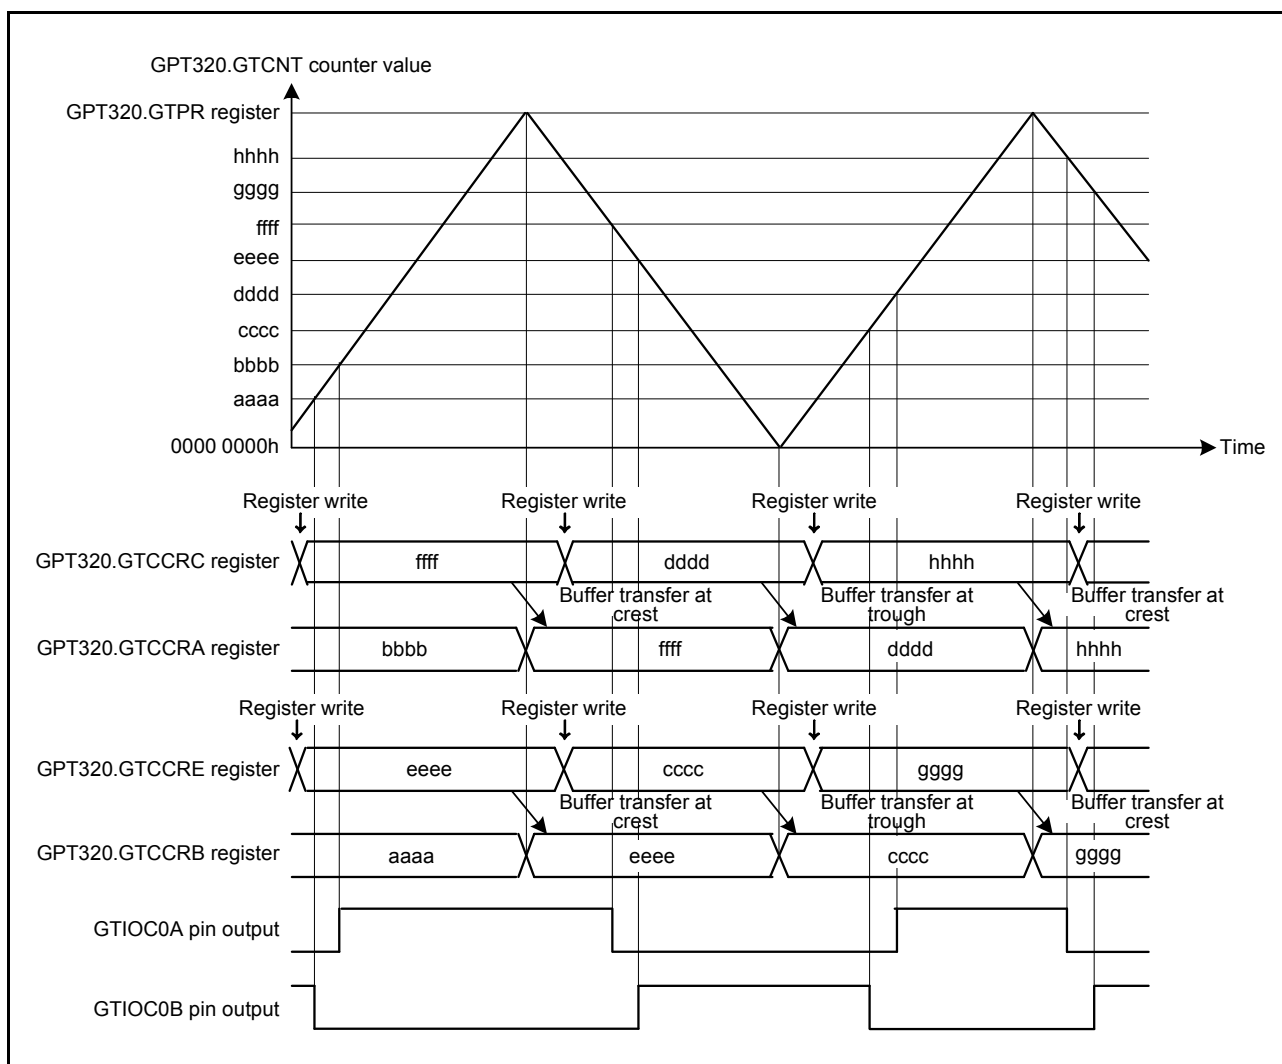 GPT320.GTCNT counter value
GPT320.GTPR register
hhhh
gggg
ffff
eeee
dddd
cccc
bbbb
aaaa
0000 0000h
Time
Register write Register write Register write Register write
GPT320.GTCCRC register ffff dddd hhhh
Buffer transfer at Buffer transfer at Buffer transfer at
crest trough crest
GPT320.GTCCRA register bbbb ffff dddd hhhh
Register write Register write Register write Register write
GPT320.GTCCRE register eeee cccc gggg
Buffer transfer at Buffer transfer at Buffer transfer at
crest trough crest
GPT320.GTCCRB register aaaa eeee cccc gggg
GTIOC0A pin output
GTIOC0B pin output